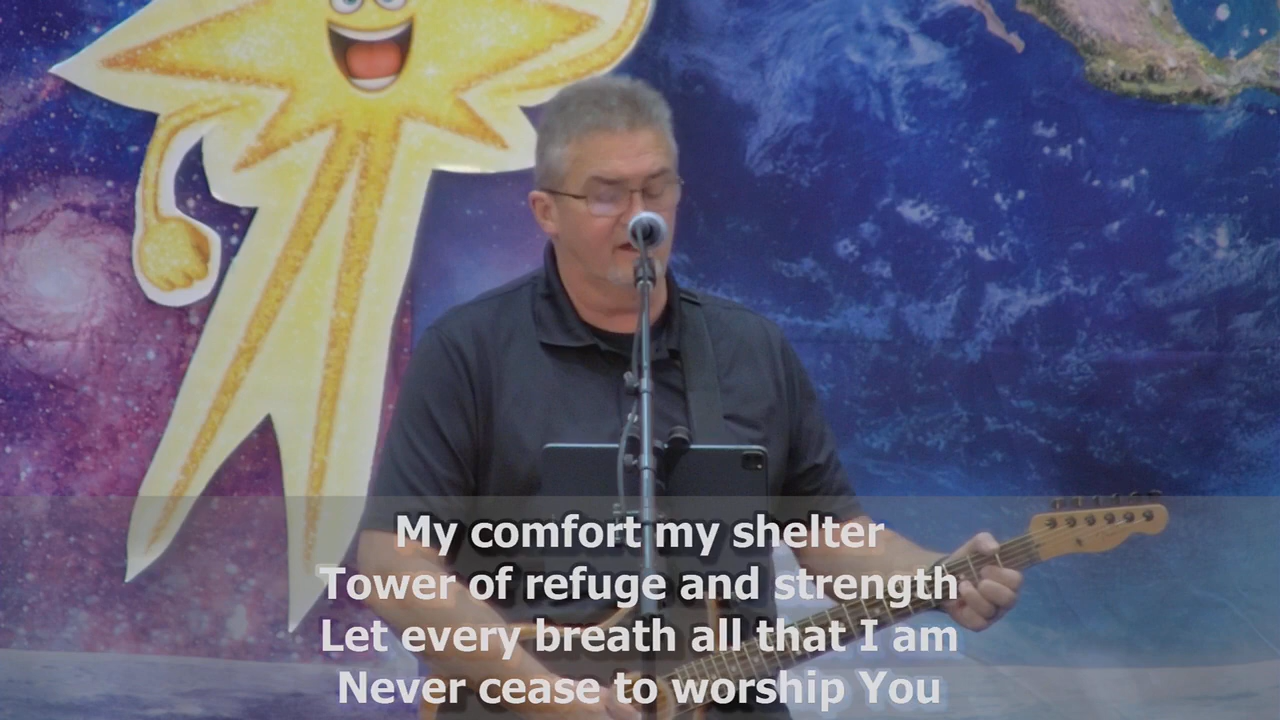 My comfort my shelter
Tower of refuge and strength
Let every breath all that I am
Never cease to worship You